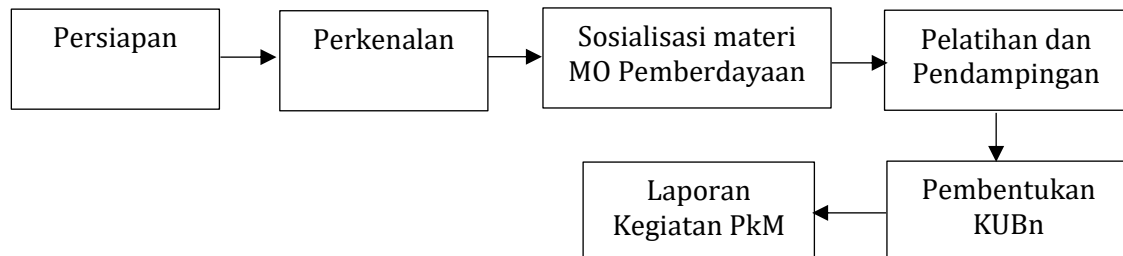 Persiapan
Perkenalan
Sosialisasi materi
MO Pemberdayaan
Pelatihan dan
Pendampingan
Pembentukan
KUBn
Laporan
Kegiatan PkM